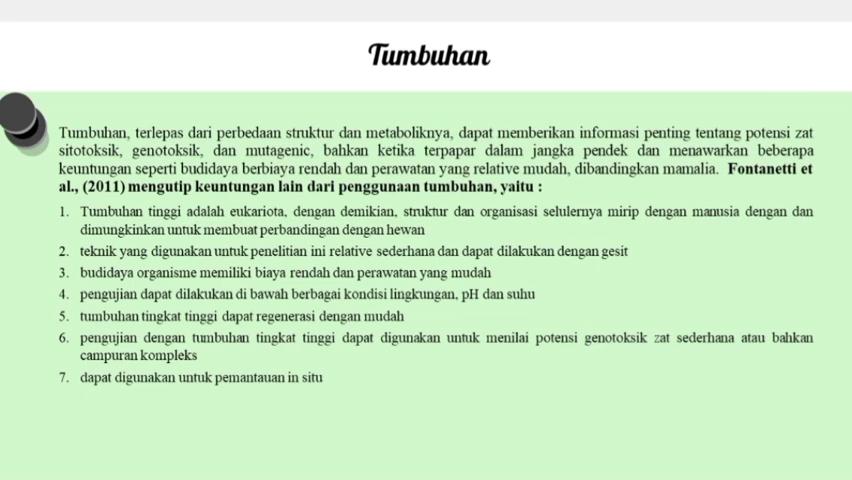 Tumbuhan
Tumbuhan, terlepas dari perbedaan struktur dan metaboliknya, dapat memberikan informasi penting tentang potensi zat
sitotoksik, genotoksik, dan mutagenic, bahkan ketika terpapar dalam jangka pendek dan menawarkan beberapa
keuntungan seperti budidaya berbiaya rendah dan perawatan yang relative mudah, dibandingkan mamalia. Fontanetti et
al., (2011) mengutip keuntungan lain dari penggunaan tumbuhan, yaitu :
1. Tumbuhan tinggi adalah eukariota, dengan demikian, struktur dan organisasi selulernya mirip dengan manusia dengan dan
dimungkinkan untuk membuat perbandingan dengan hewan
2. teknik yang digunakan untuk penelitian ini relative sederhana dan dapat dilakukan dengan gesit
3. budidaya organisme memiliki biaya rendah dan perawatan yang mudah
4. pengujian dapat dilakukan di bawah berbagai kondisi lingkungan, pH dan suhu
5. tumbuhan tingkat tinggi dapat regenerasi dengan mudah
6. pengujian dengan tumbuhan tingkat tinggi dapat digunakan untuk menilai potensi genotoksik zat sederhana atau bahkan
campuran kompleks
7. dapat digunakan untuk pemantauan in situ